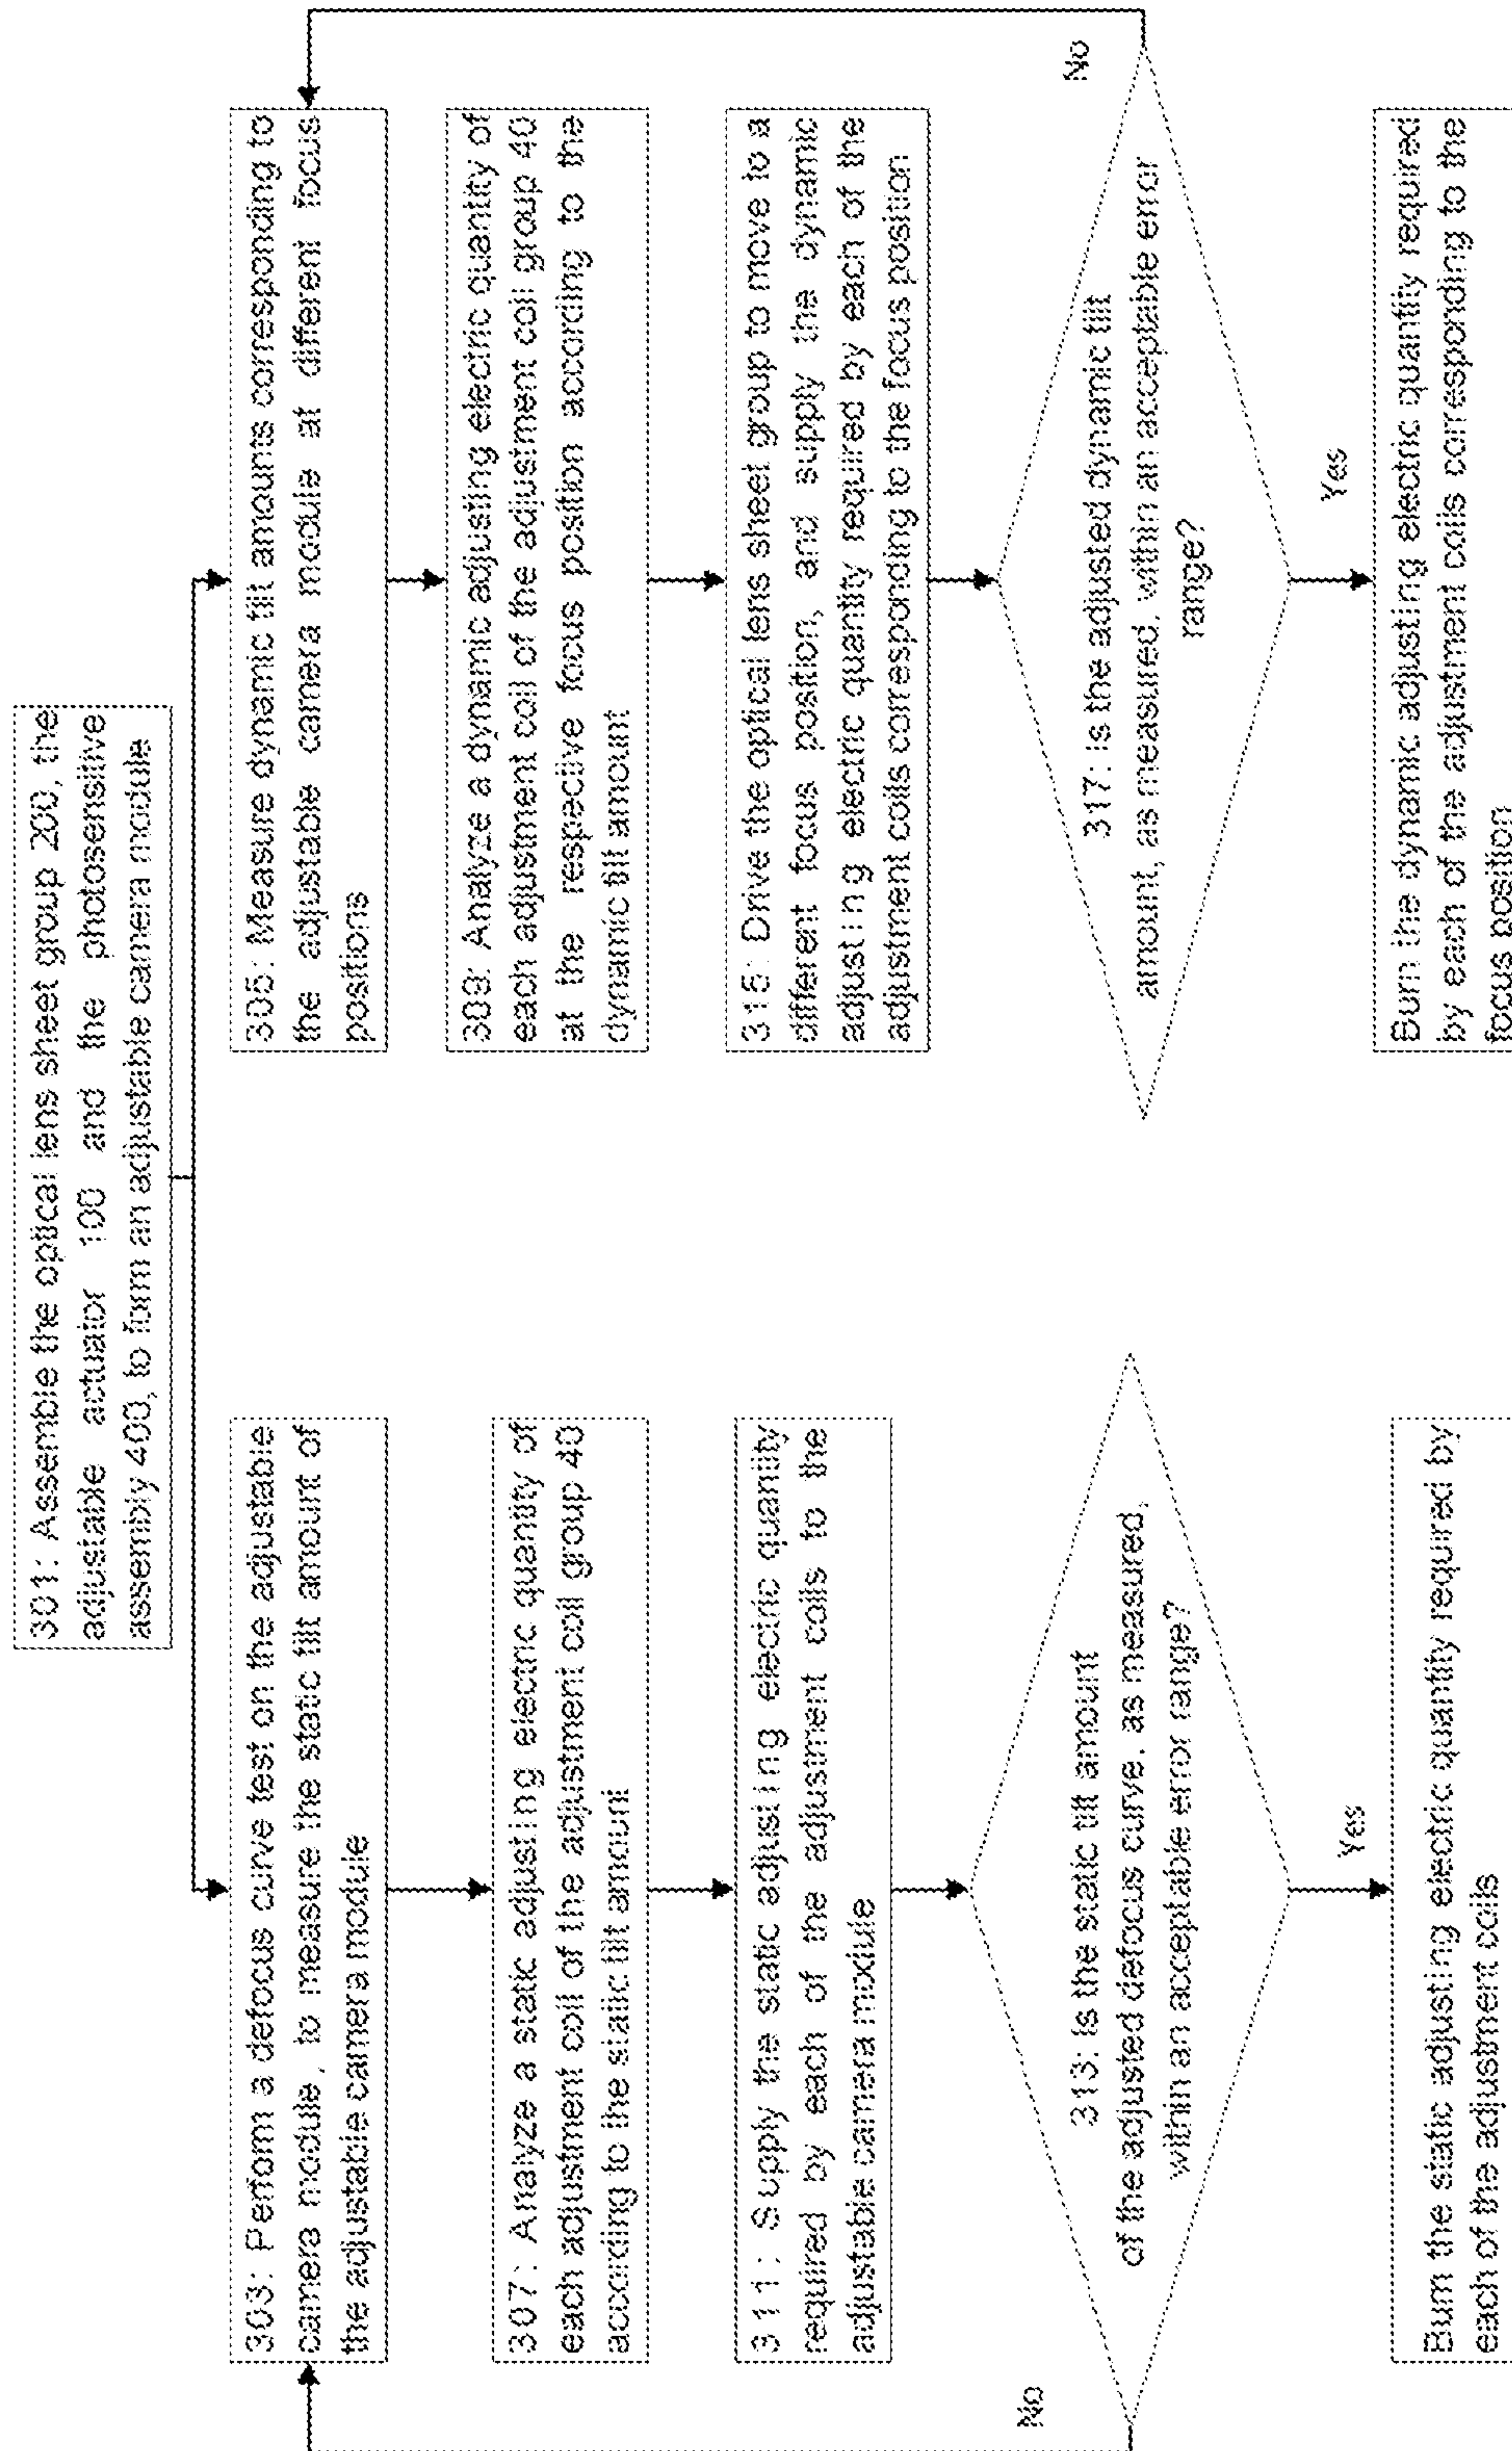 301: Assemble the optical lens sheet group 200, the
adjustable actuator 100 and the photosensitive
assembly 400, to form an adjustable camera module
303: Perform a defocus curve test on the adjustable
camera module, to measure the static tilt amount of
the adjustable camera module
307: Analyze a static adjusting electric quantity of
each adjustment coil of the adjustment coil group 40
according to the static tilt amount
311: Supply the static adjusting electric quantity
required by each of the adjustment coils to the
adjustable camera module
313: is the static tilt amount
of the adjusted defocus curve, as measured,
within an acceptable error range?
No
Yes
Burn the static adjusting electric quantity required by
each of the adjustment coils
305: Measure dynamic tilt amounts corresponding to
the adjustable camera module at different focus
positions
309: Analyze a dynamic adjusting electric quantity of
each adjustment coil of the adjustment coil group 40
at the respective focus position according to the
dynamic tilt amount
315: Drive the optical lens sheet group to move to a
different focus position, and supply the dynamic
adjusting electric quantity required by each of the
adjustment coils corresponding to the focus position
317: is the adjusted dynamic tilt
amount, as measured, within an acceptable error
range?
No
Yes
Burn the dynamic adjusting electric quantity required
by each of the adjustment coils corresponding to the
focus position